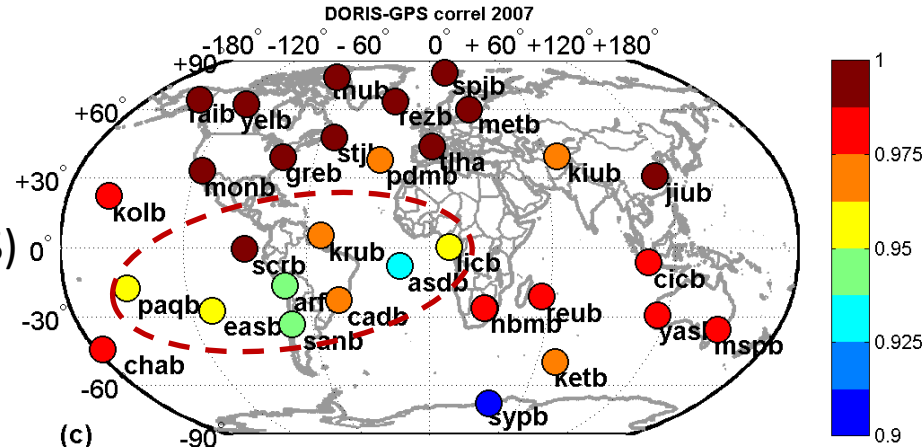 DORIS-GPS correl 2007
-180° -120° -60° 0° +60° +120° +180°
+90°
thub spjb
raib yelb rezb metb
+60°
stjb tlha
greb pdmb kiub
monb jiub
+30°
kolb
krub licb
0°
scrb asdb cicb
paqb arfb cadb reub
easb sanb hbmb yasb mspb
-30
chab
ketb
-60
sypb
-90°
(c)
1
0.975
0.95
0.925
0.9